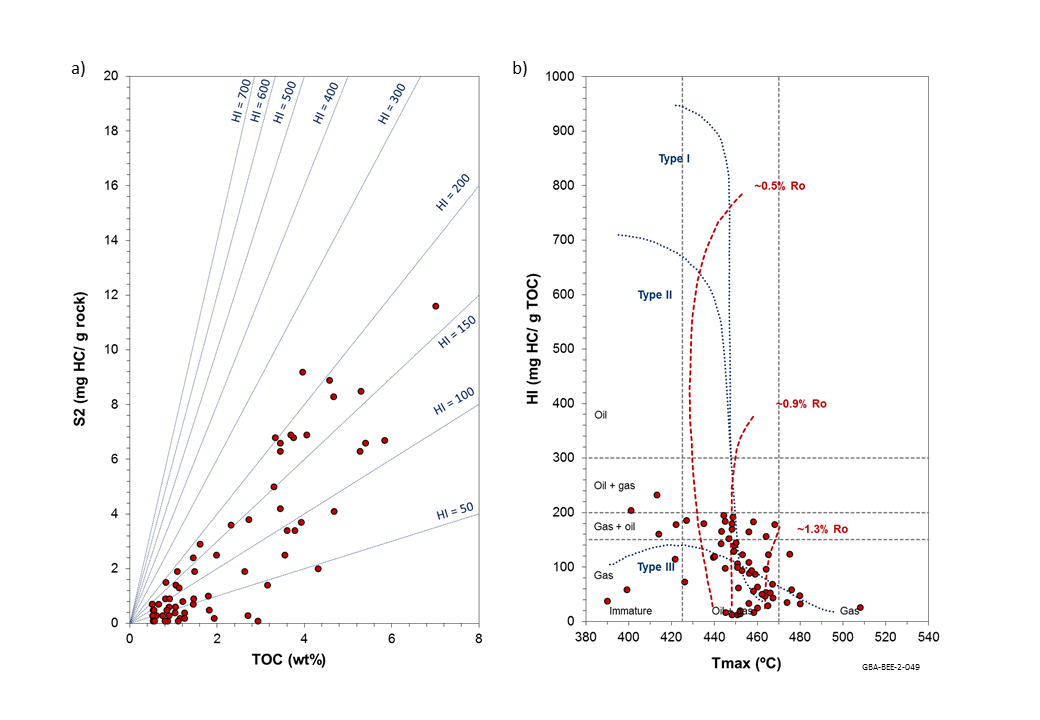 a)
20
18
16
14
12
10
8
6
4
2
0
S2 (mg HC/ g rock)
HI = 700
HI = 600
HI = 500
HI = 400
HI = 300
HI = 200
HI = 150
HI = 100
HI = 50
0
2
4
6
8
TOC (wt%)
b)
1000
900
800
700
600
500
400
300
200
100
0
HI (mg HC/ g TOC)
Type I
~0.5% Ro
Type II
~0.9% Ro
Oil
Oil + gas
Gas + oil
~1.3% Ro
Type III
Gas
Immature
Oil + gas
Gas
380
400
420
440
460
480
500
520
540
Tmax (ºC)
GBA-BEE-2-049